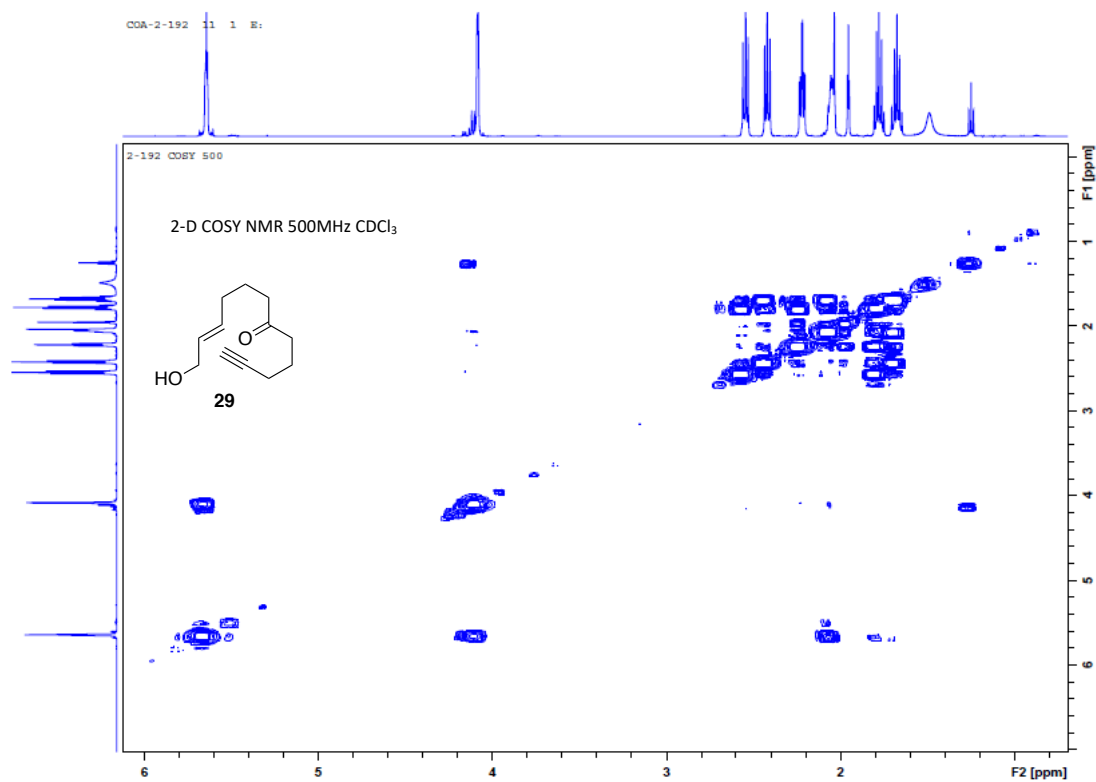 COA-2-192 11 1 E:
2-192 COSY 500
2-D COSY NMR 500MHz CDCl₃
O
HO
29
F1 [ppm]
1
2
3
4
5
6
6 5 4 3 2 F2 [ppm]